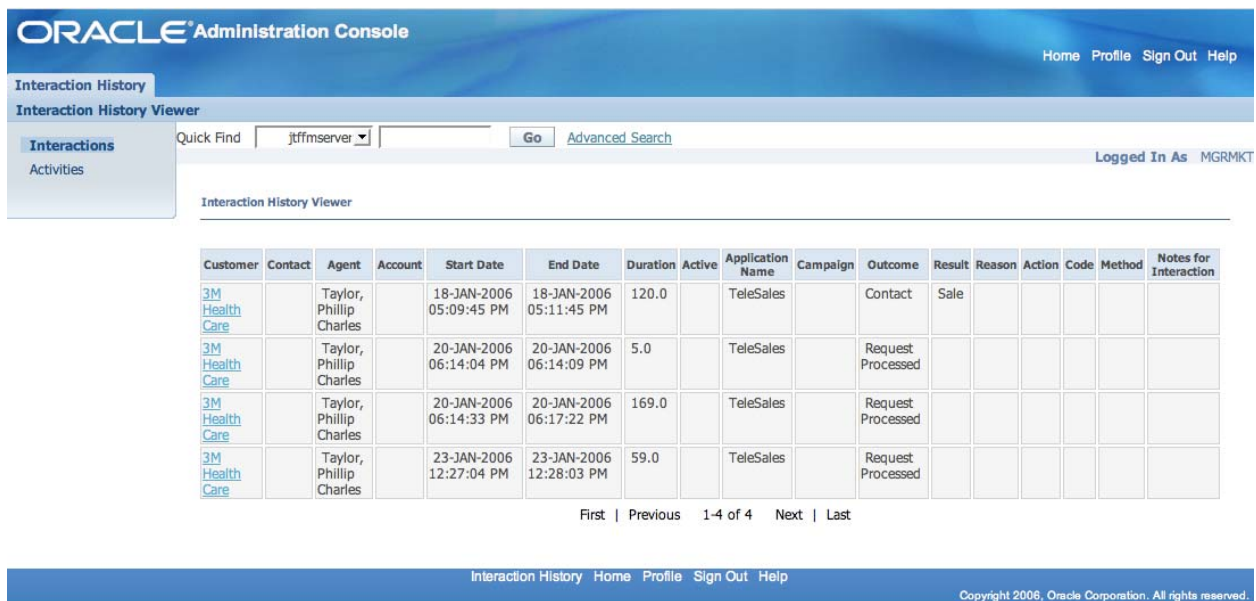 ORACLE® Administration Console
Home Profile Sign Out Help
Interaction History
Interaction History Viewer
Interactions
Activities
Quick Find jtffmserver Go Advanced Search
Logged In As MGRMKT
Interaction History Viewer
Customer Contact Agent Account Start Date End Date Duration Active Application Name Campaign Outcome Result Reason Action Code Method Notes for Interaction
3M Health Care Taylor, Phillip Charles 18-JAN-2006 05:09:45 PM 18-JAN-2006 05:11:45 PM 120.0 TeleSales Contact Sale
3M Health Care Taylor, Phillip Charles 20-JAN-2006 06:14:04 PM 20-JAN-2006 06:14:09 PM 5.0 TeleSales Request Processed
3M Health Care Taylor, Phillip Charles 20-JAN-2006 06:14:33 PM 20-JAN-2006 06:17:22 PM 169.0 TeleSales Request Processed
3M Health Care Taylor, Phillip Charles 23-JAN-2006 12:27:04 PM 23-JAN-2006 12:28:03 PM 59.0 TeleSales Request Processed
First | Previous 1-4 of 4 Next | Last
Interaction History Home Profile Sign Out Help
Copyright 2006, Oracle Corporation. All rights reserved.